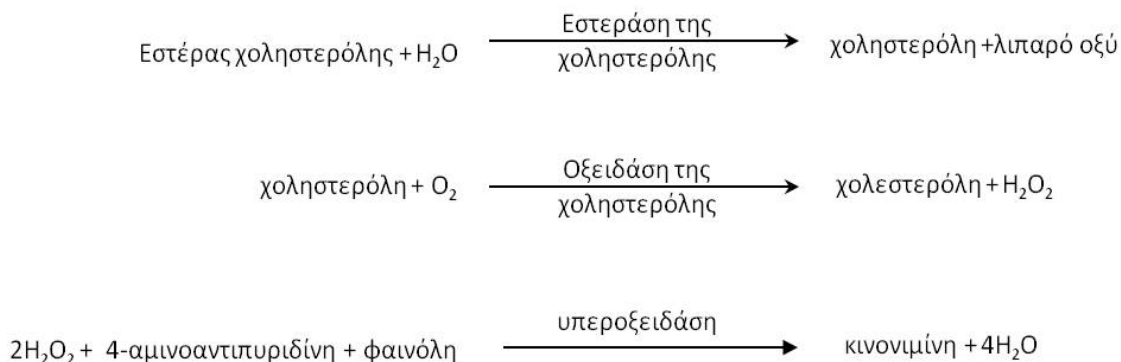 Εστέρας χοληστερόλης + H₂O Εστεράση της χοληστερόλης χοληστερόλη +λιπαρό οξύ
χοληστερόλη + O₂ Οξειδάση της χοληστερόλης χολεστερόλη + H₂O₂
2H₂O₂ + 4-αμινοαντιπυριδίνη + φαινόλη υπεροξειδάση κινονιμίνη + 4H₂O